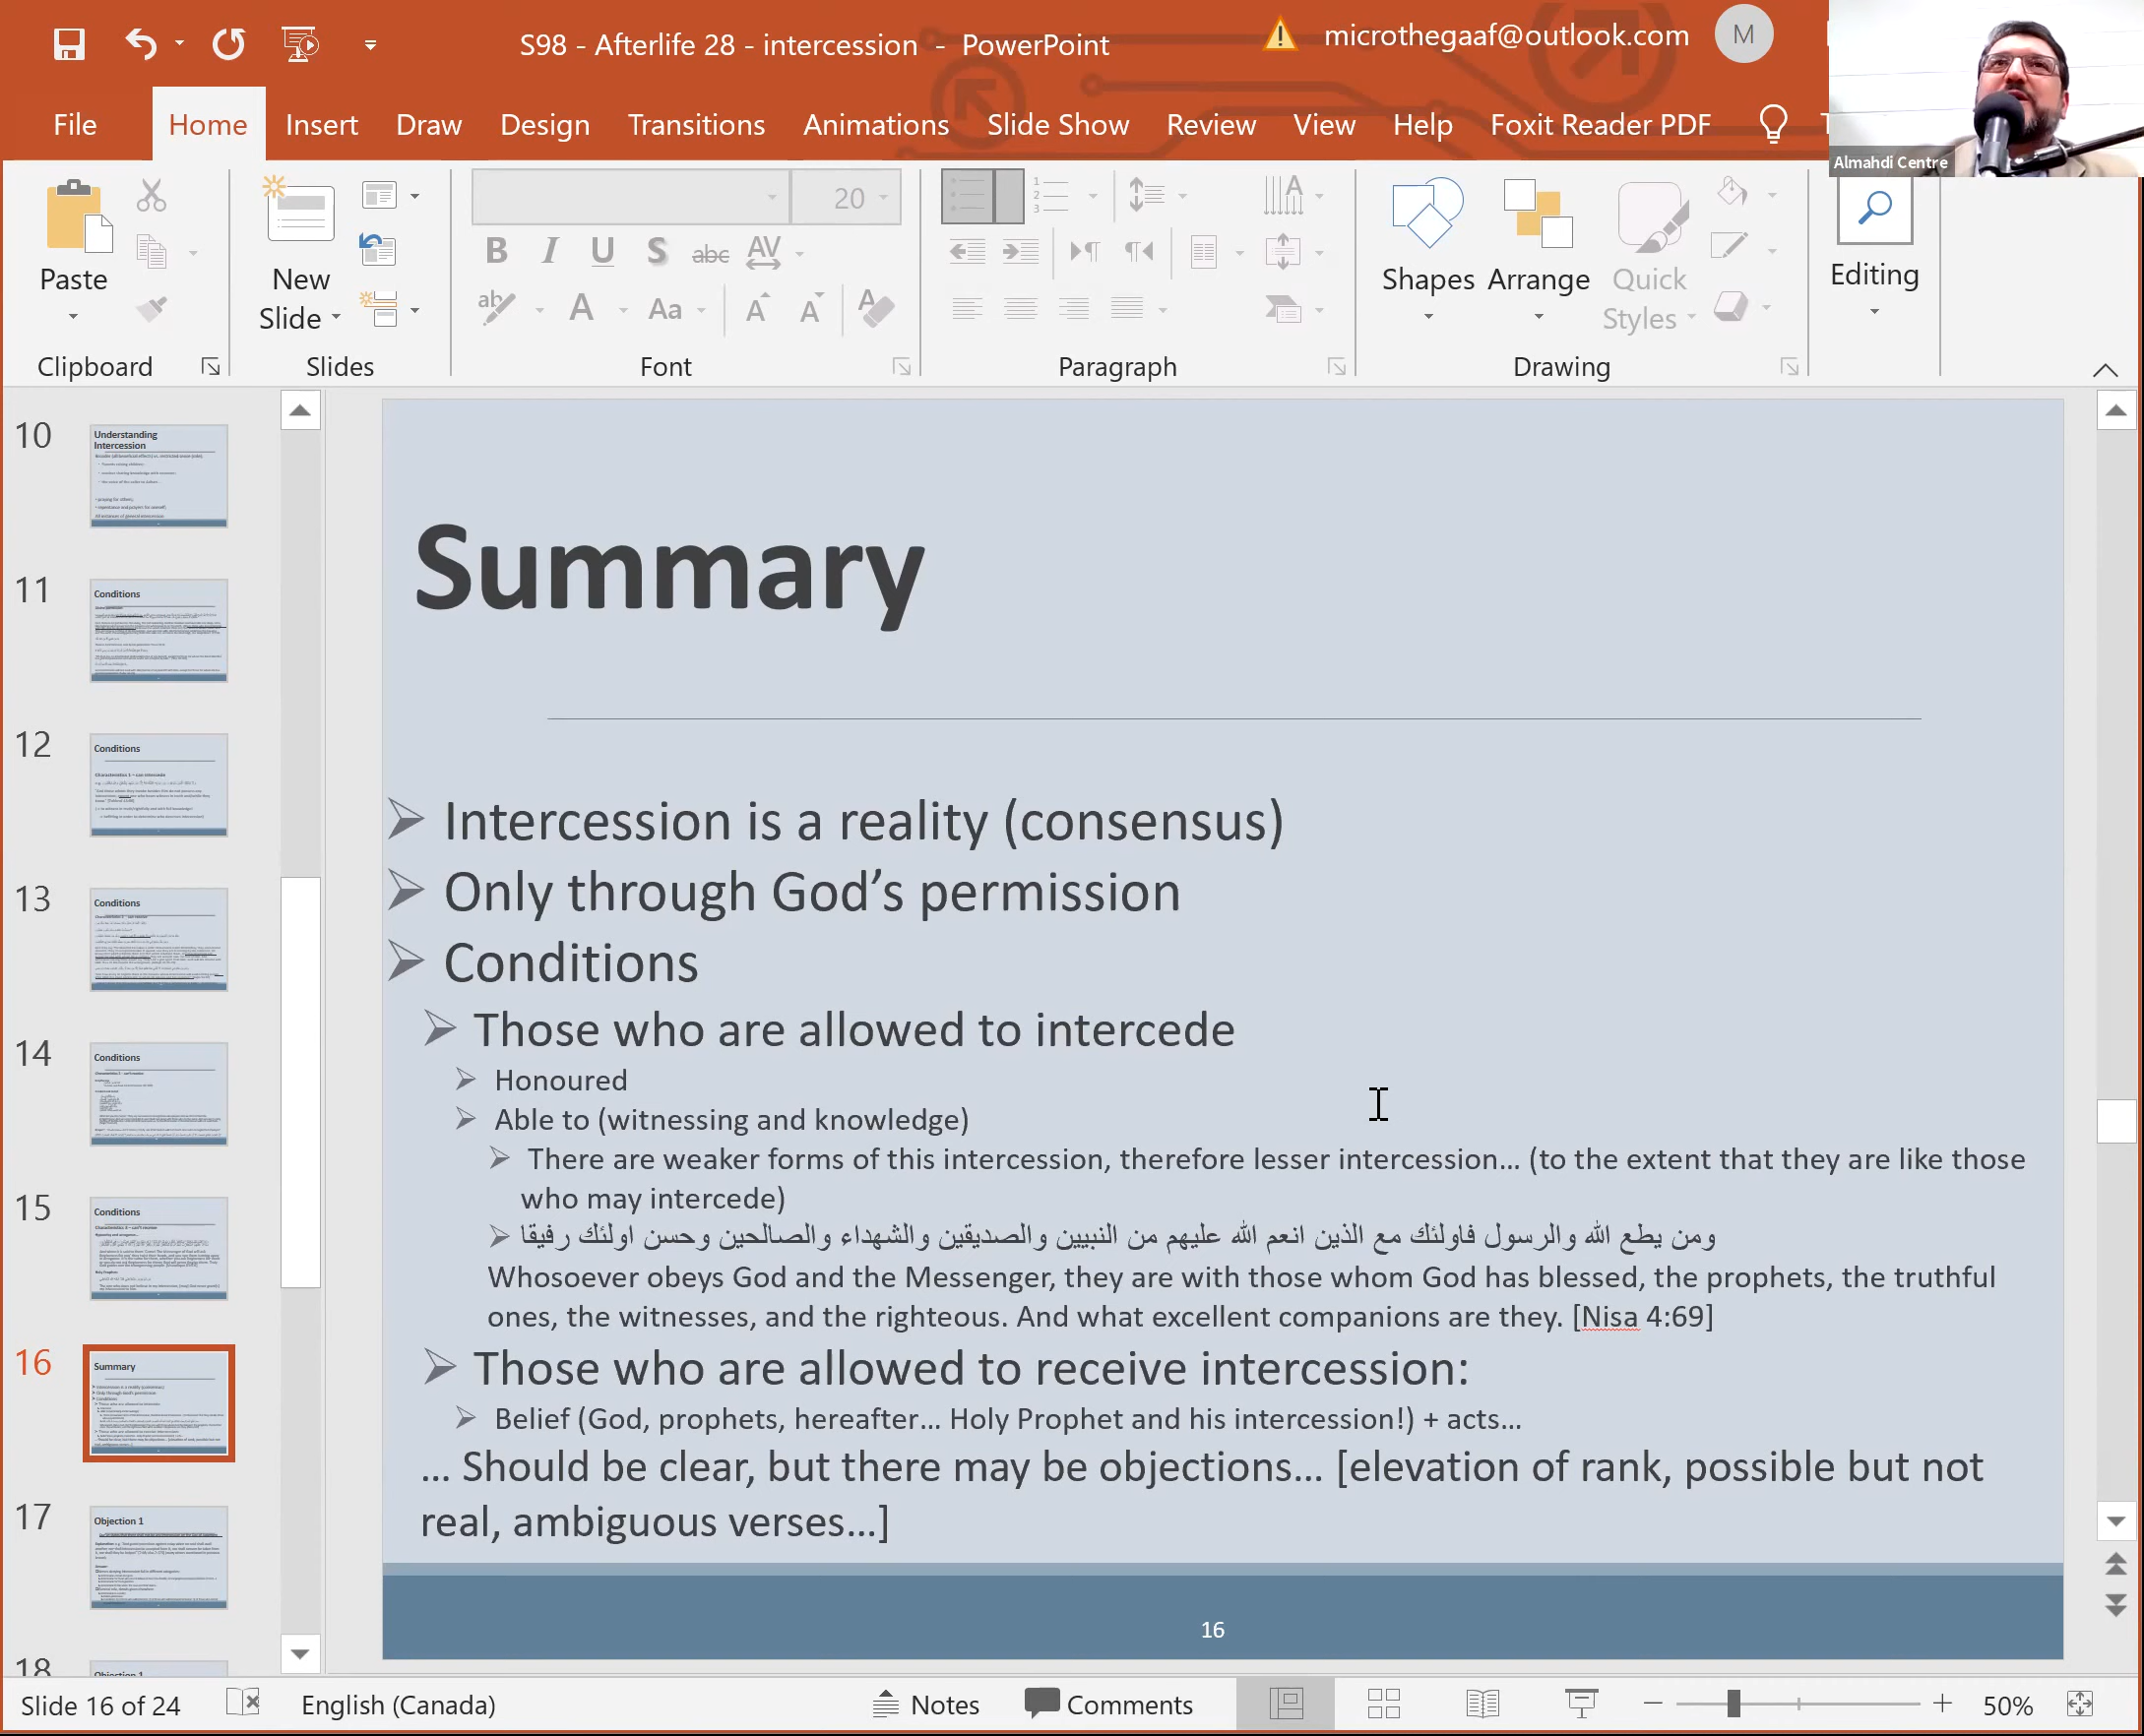 S98 - Afterlife 28 - intercession - PowerPoint
microthegaaf@outlook.com
M
Almahdi Centre
File Home Insert Draw Design Transitions Animations Slide Show Review View Help Foxit Reader PDF
Paste
New
Slide
20
B I U S abc AV
ab A Aa A A A
Shapes Arrange Quick
Styles
Editing
Clipboard Slides Font Paragraph Drawing
10
Understanding
Intercession
11
Conditions
12
Conditions
13
Conditions
14
Conditions
15
Conditions
16
Summary
17
Objection 1
18
Objection 1
Summary
Intercession is a reality (consensus)
Only through God’s permission
Conditions
Those who are allowed to intercede
Honoured
Able to (witnessing and knowledge)
There are weaker forms of this intercession, therefore lesser intercession... (to the extent that they are like those
who may intercede)
ومن يطع الله والرسول فاولئك مع الذين انعم الله عليهم من النبيين والصديقين والشهداء والصالحين وحسن اولئك رفيقا
Whosoever obeys God and the Messenger, they are with those whom God has blessed, the prophets, the truthful
ones, the witnesses, and the righteous. And what excellent companions are they. [Nisa 4:69]
Those who are allowed to receive intercession:
Belief (God, prophets, hereafter... Holy Prophet and his intercession!) + acts...
... Should be clear, but there may be objections... [elevation of rank, possible but not
real, ambiguous verses...]
16
Slide 16 of 24
English (Canada)
Notes
Comments
50%